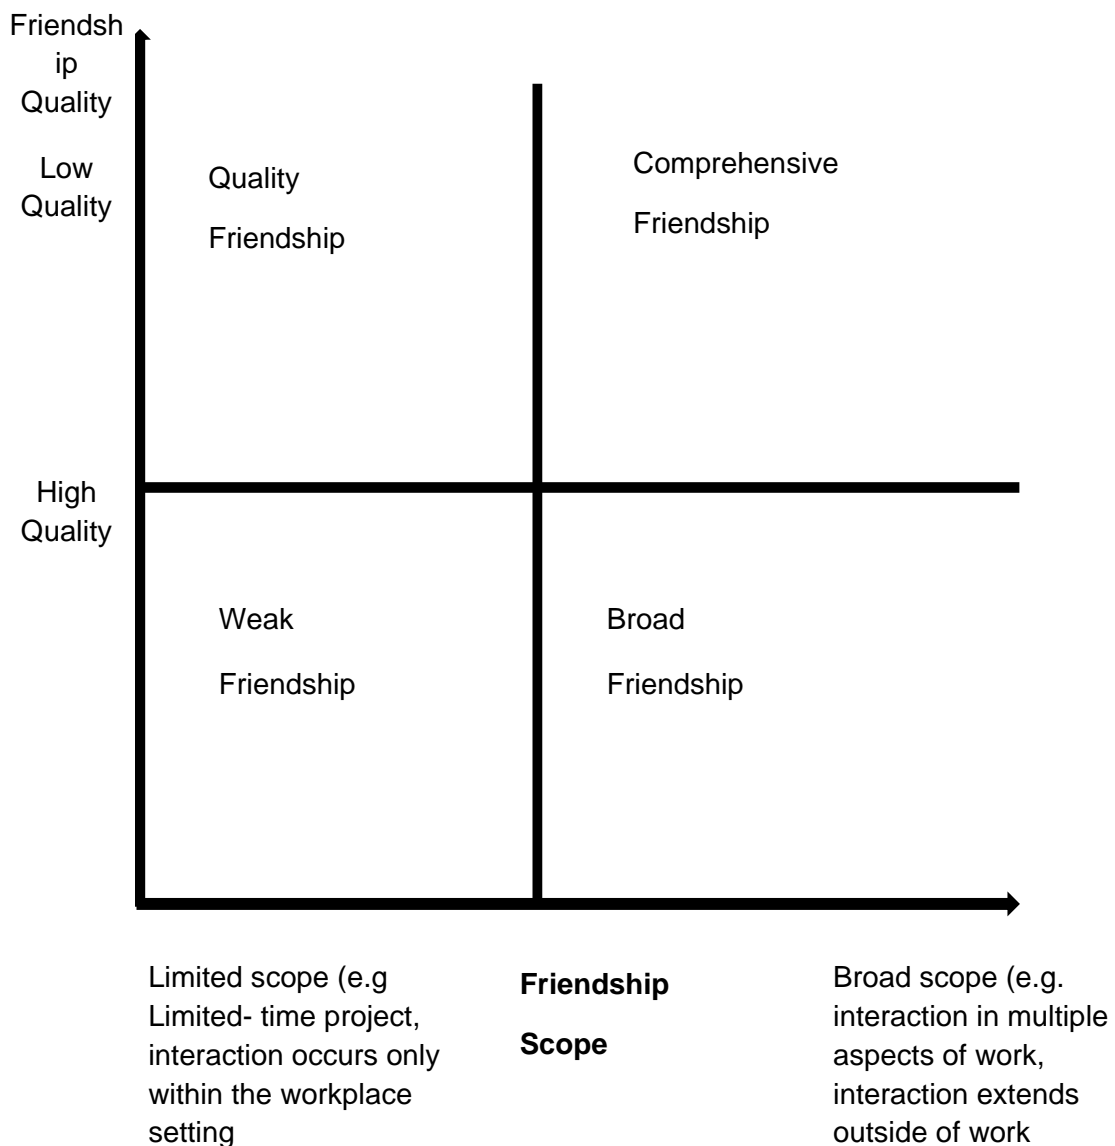 Friendsh
ip
Quality
Low
Quality
Quality
Friendship
Comprehensive
Friendship
High
Quality
Weak
Friendship
Broad
Friendship
Limited scope (e.g
Limited- time project,
interaction occurs only
within the workplace
setting
Friendship
Scope
Broad scope (e.g.
interaction in multiple
aspects of work,
interaction extends
outside of work